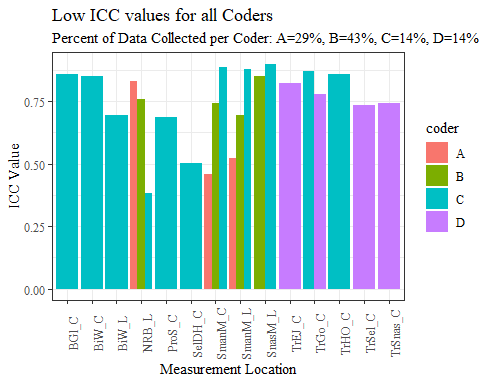 Low ICC values for all Coders
Percent of Data Collected per Coder: A=29%, B=43%, C=14%, D=14%
ICC Value
0.75
0.50
0.25
0.00
BGI_C
BiW_C
BiW_L
NRB_L
ProS_C
SelDH_C
SmanM_C
SmanM_L
SnasM_L
TrEJ_C
TrGo_C
TrHO_C
TrSel_C
TrSnas_C
Measurement Location
coder
A
B
C
D